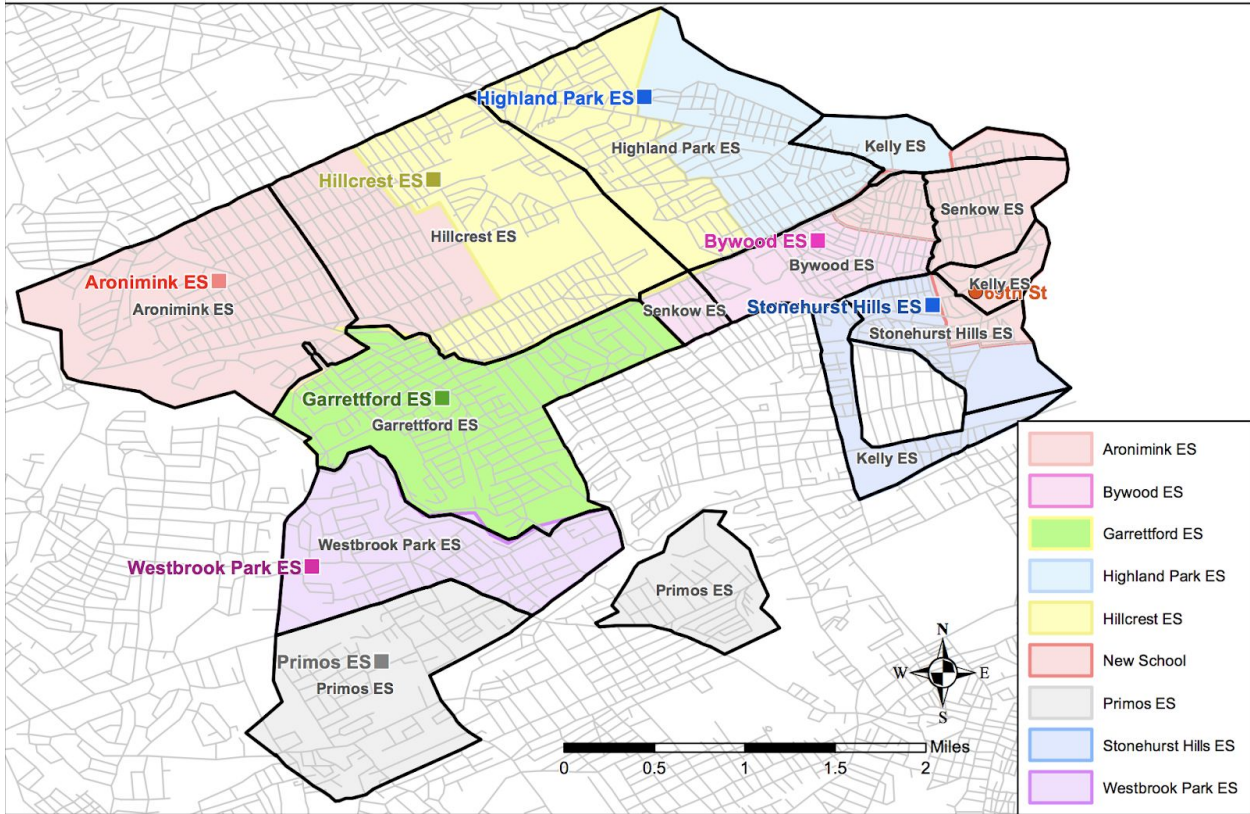 Highland Park ES
Highland Park ES
Kelly ES
Hillcrest ES
Senkow ES
Hillcrest ES
Bywood ES
Bywood ES
Aronimink ES
Aronimink ES
Kelly ES
69th St
Senkow ES
Stonehurst Hills ES
Stonehurst Hills ES
Garrettford ES
Garrettford ES
Kelly ES
Westbrook Park ES
Westbrook Park ES
Primos ES
Primos ES
Primos ES
N
W
E
S
Miles
0
0.5
1
2
Aronimink ES
Bywood ES
Garrettford ES
Highland Park ES
Hillcrest ES
New School
Primos ES
Stonehurst Hills ES
Westbrook Park ES